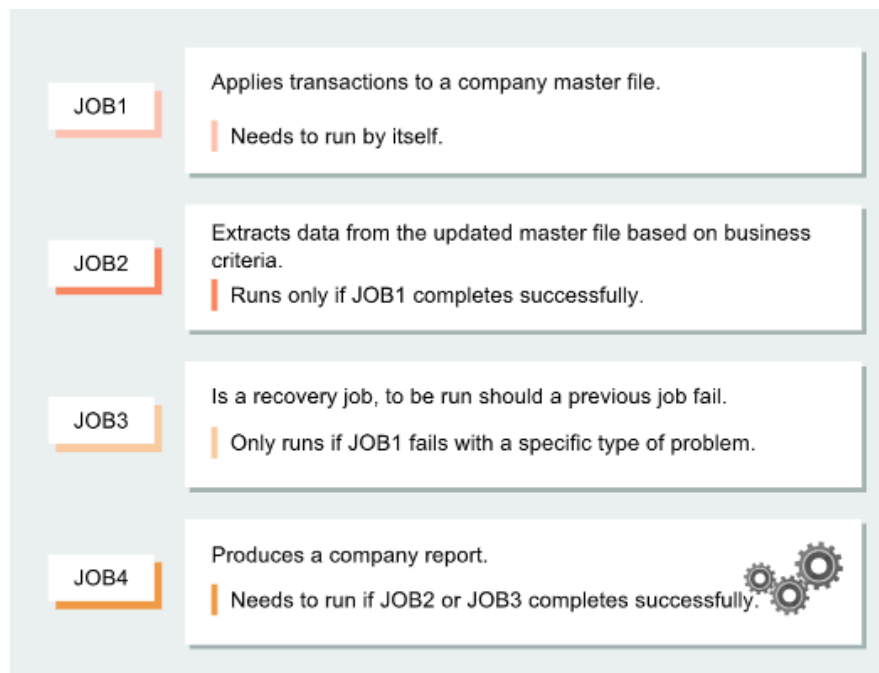 JOB1
Applies transactions to a company master file.
Needs to run by itself.
JOB2
Extracts data from the updated master file based on business
criteria.
Runs only if JOB1 completes successfully.
JOB3
Is a recovery job, to be run should a previous job fail.
Only runs if JOB1 fails with a specific type of problem.
JOB4
Produces a company report.
Needs to run if JOB2 or JOB3 completes successfully.